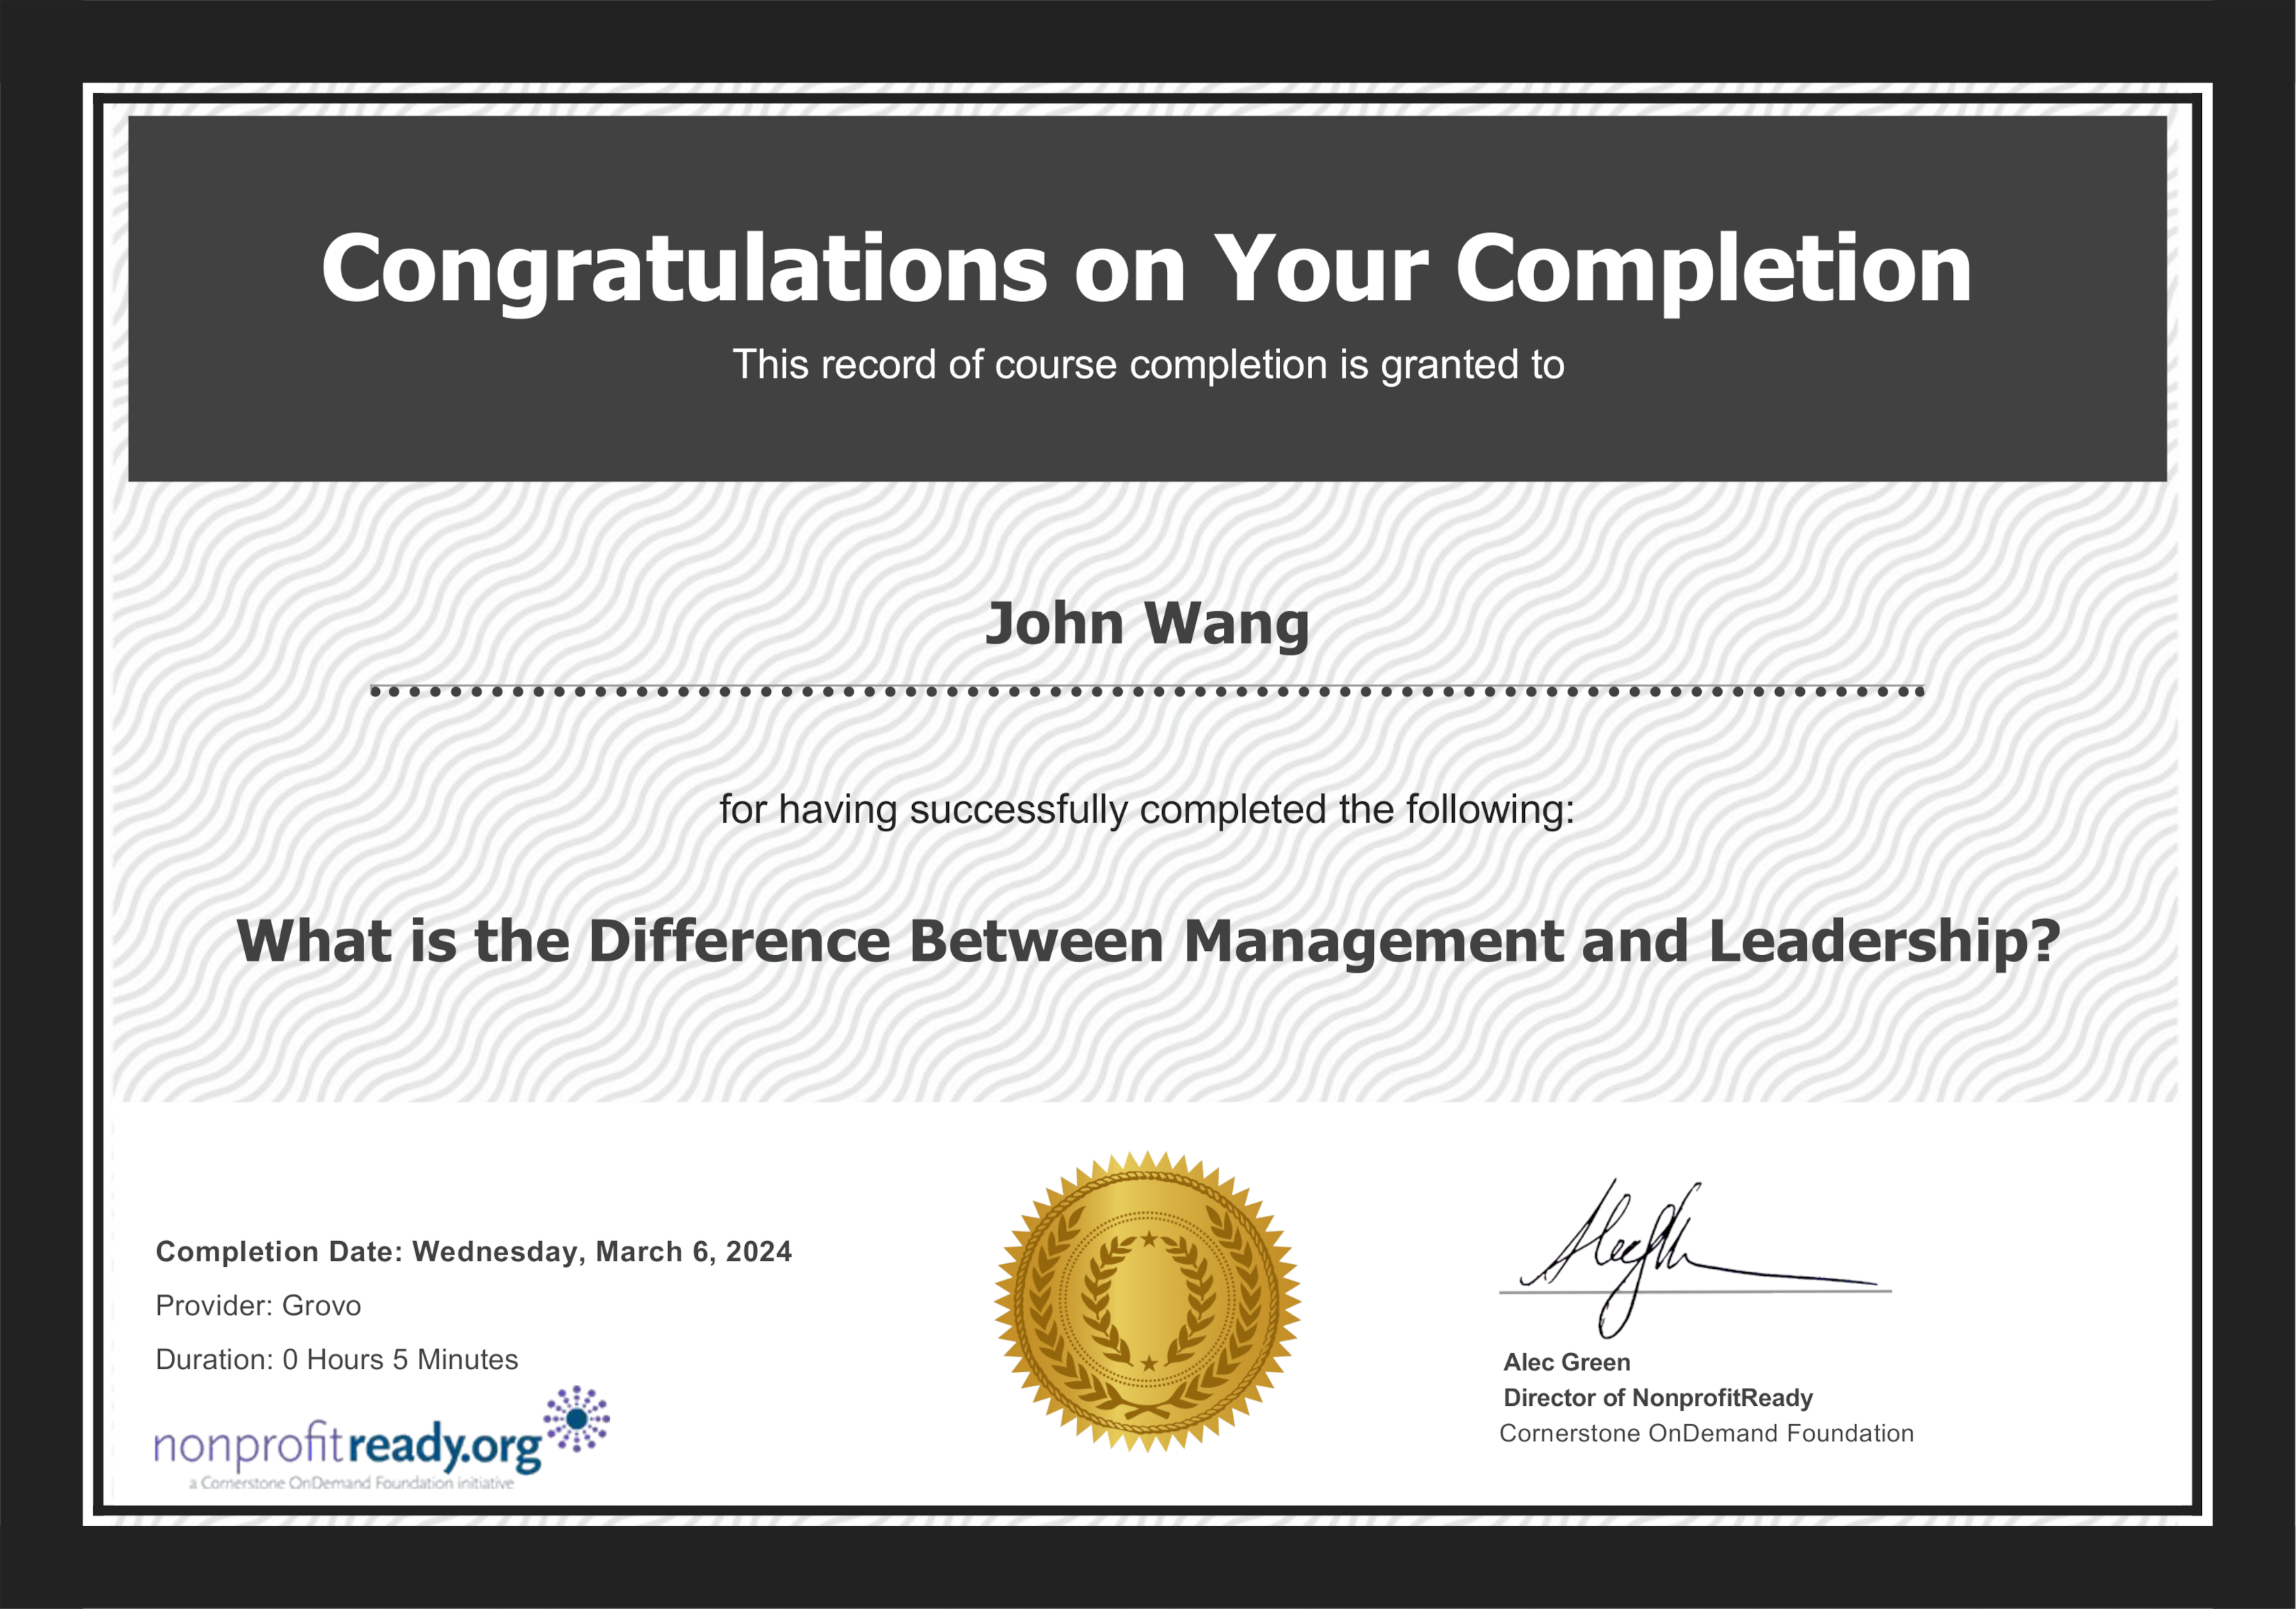 Congratulations on Your Completion
This record of course completion is granted to
John Wang
for having successfully completed the following:
What is the Difference Between Management and Leadership?
Completion Date: Wednesday, March 6, 2024
Provider: Grovo
Duration: 0 Hours 5 Minutes
nonprofitready.org
a Cornerstone OnDemand Foundation initiative
Alec Green
Director of NonprofitReady
Cornerstone OnDemand Foundation